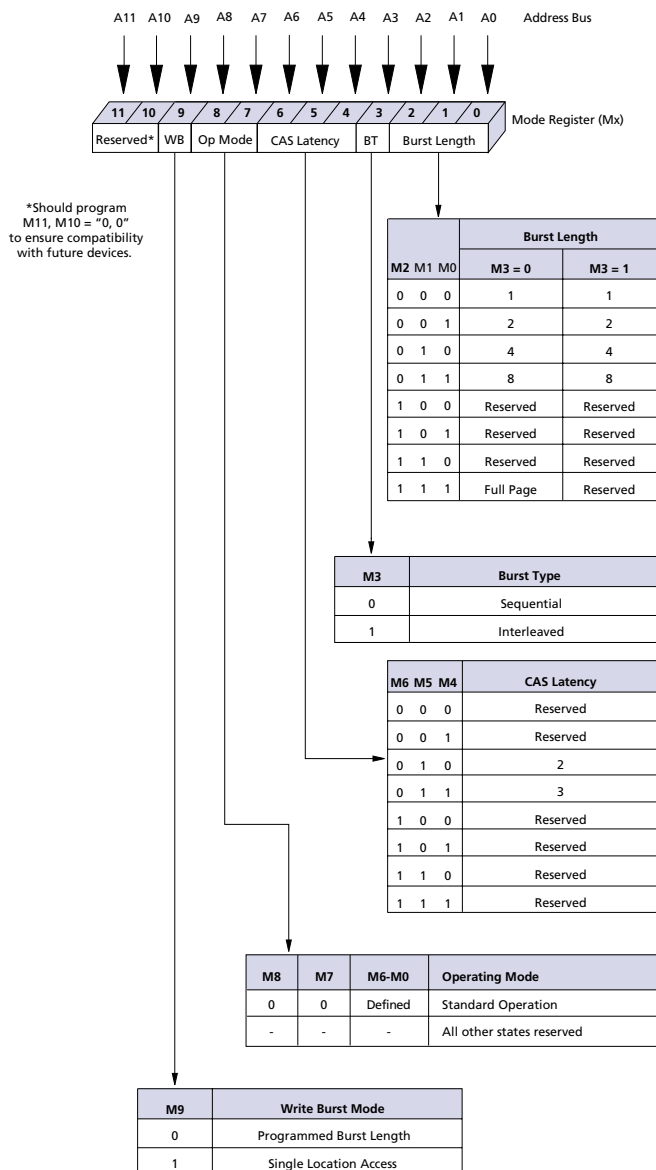 A11 A10 A9 A8 A7 A6 A5 A4 A3 A2 A1 A0 Address Bus
11 10 9 8 7 6 5 4 3 2 1 0
Mode Register (Mx)
Reserved* WB Op Mode CAS Latency BT Burst Length
*Should program
M11, M10 = “0, 0”
to ensure compatibility
with future devices.
Burst Length
M2 M1 M0 M3 = 0 M3 = 1
0 0 0 1 1
0 0 1 2 2
0 1 0 4 4
0 1 1 8 8
1 0 0 Reserved Reserved
1 0 1 Reserved Reserved
1 1 0 Reserved Reserved
1 1 1 Full Page Reserved
M3 Burst Type
0 Sequential
1 Interleaved
M6 M5 M4 CAS Latency
0 0 0 Reserved
0 0 1 Reserved
0 1 0 2
0 1 1 3
1 0 0 Reserved
1 0 1 Reserved
1 1 0 Reserved
1 1 1 Reserved
M8 M7 M6-M0 Operating Mode
0 0 Defined Standard Operation
- - - All other states reserved
M9 Write Burst Mode
0 Programmed Burst Length
1 Single Location Access